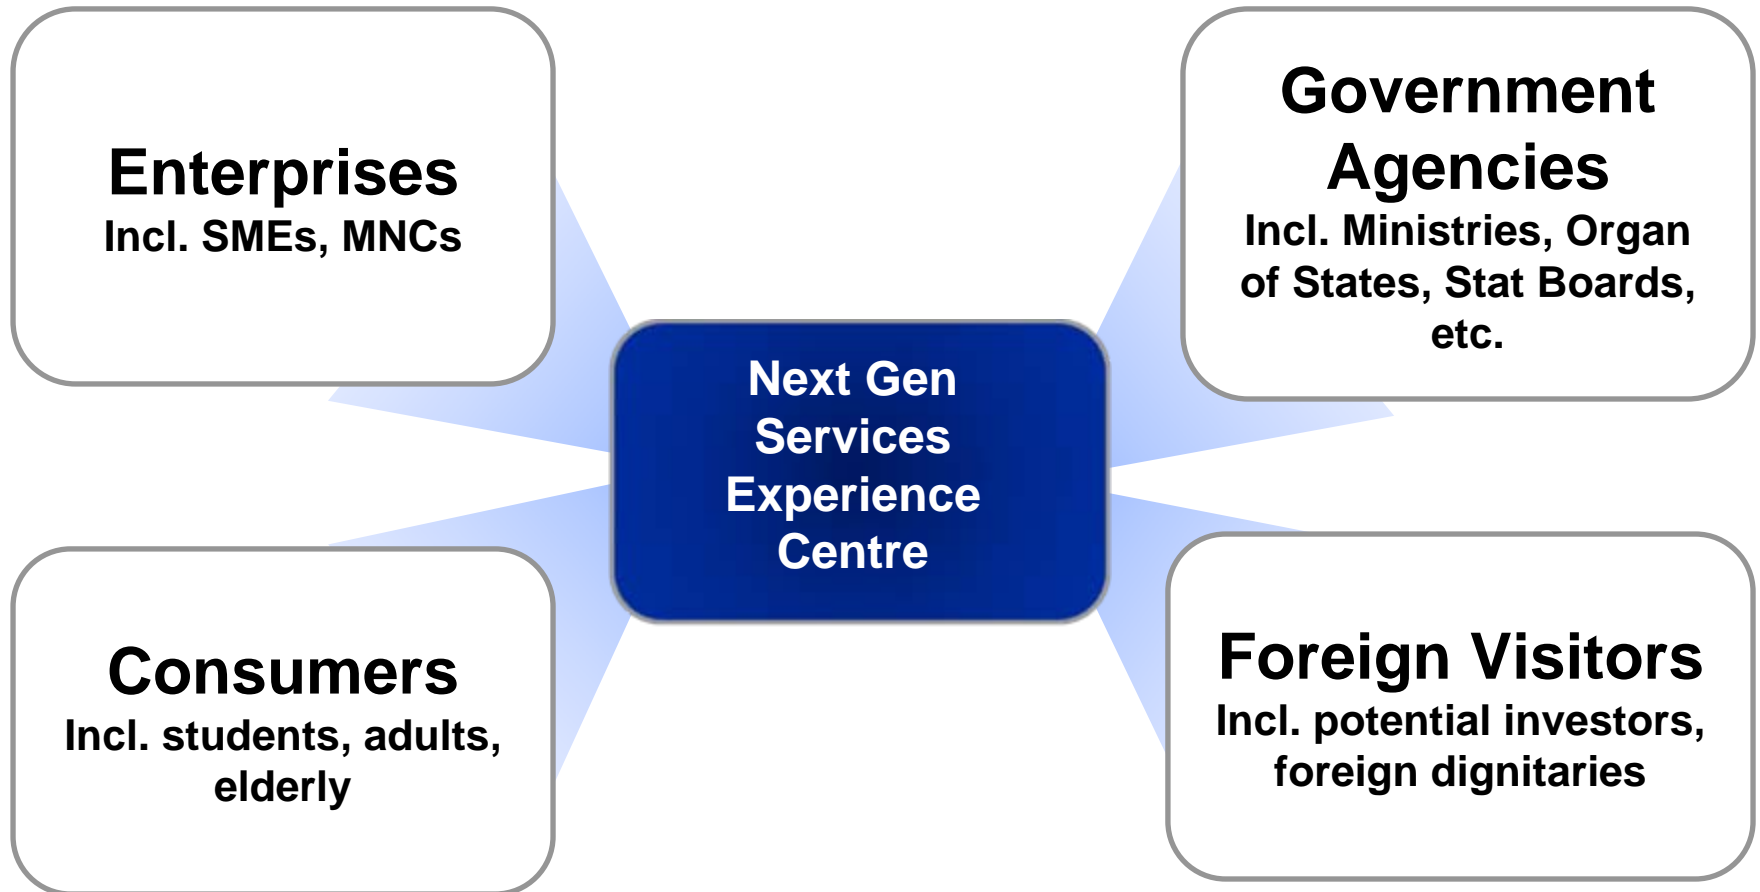 Enterprises
Incl. SMEs, MNCs
Government
Agencies
Incl. Ministries, Organ
of States, Stat Boards,
etc.
Next Gen
Services
Experience
Centre
Consumers
Incl. students, adults,
elderly
Foreign Visitors
Incl. potential investors,
foreign dignitaries